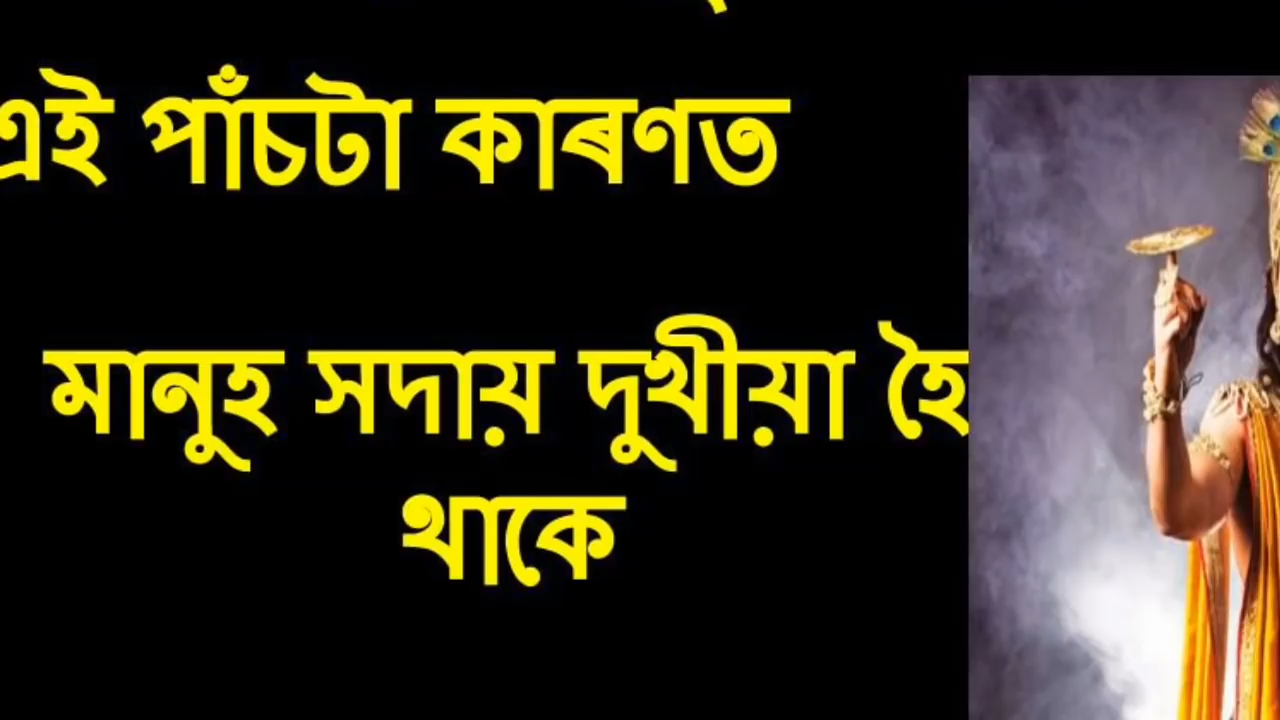 এই পাঁচটা কাৰণত
মানুহ সদায় দুখীয়া হৈ
থাকে